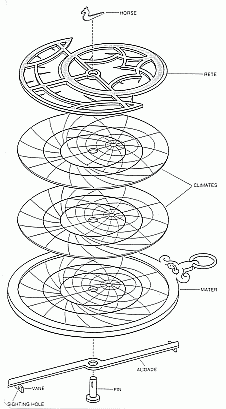 HORSE
RETE
CLIMATES
MATER
ALIDADE
VANE
PIN
SIGHTING HOLE